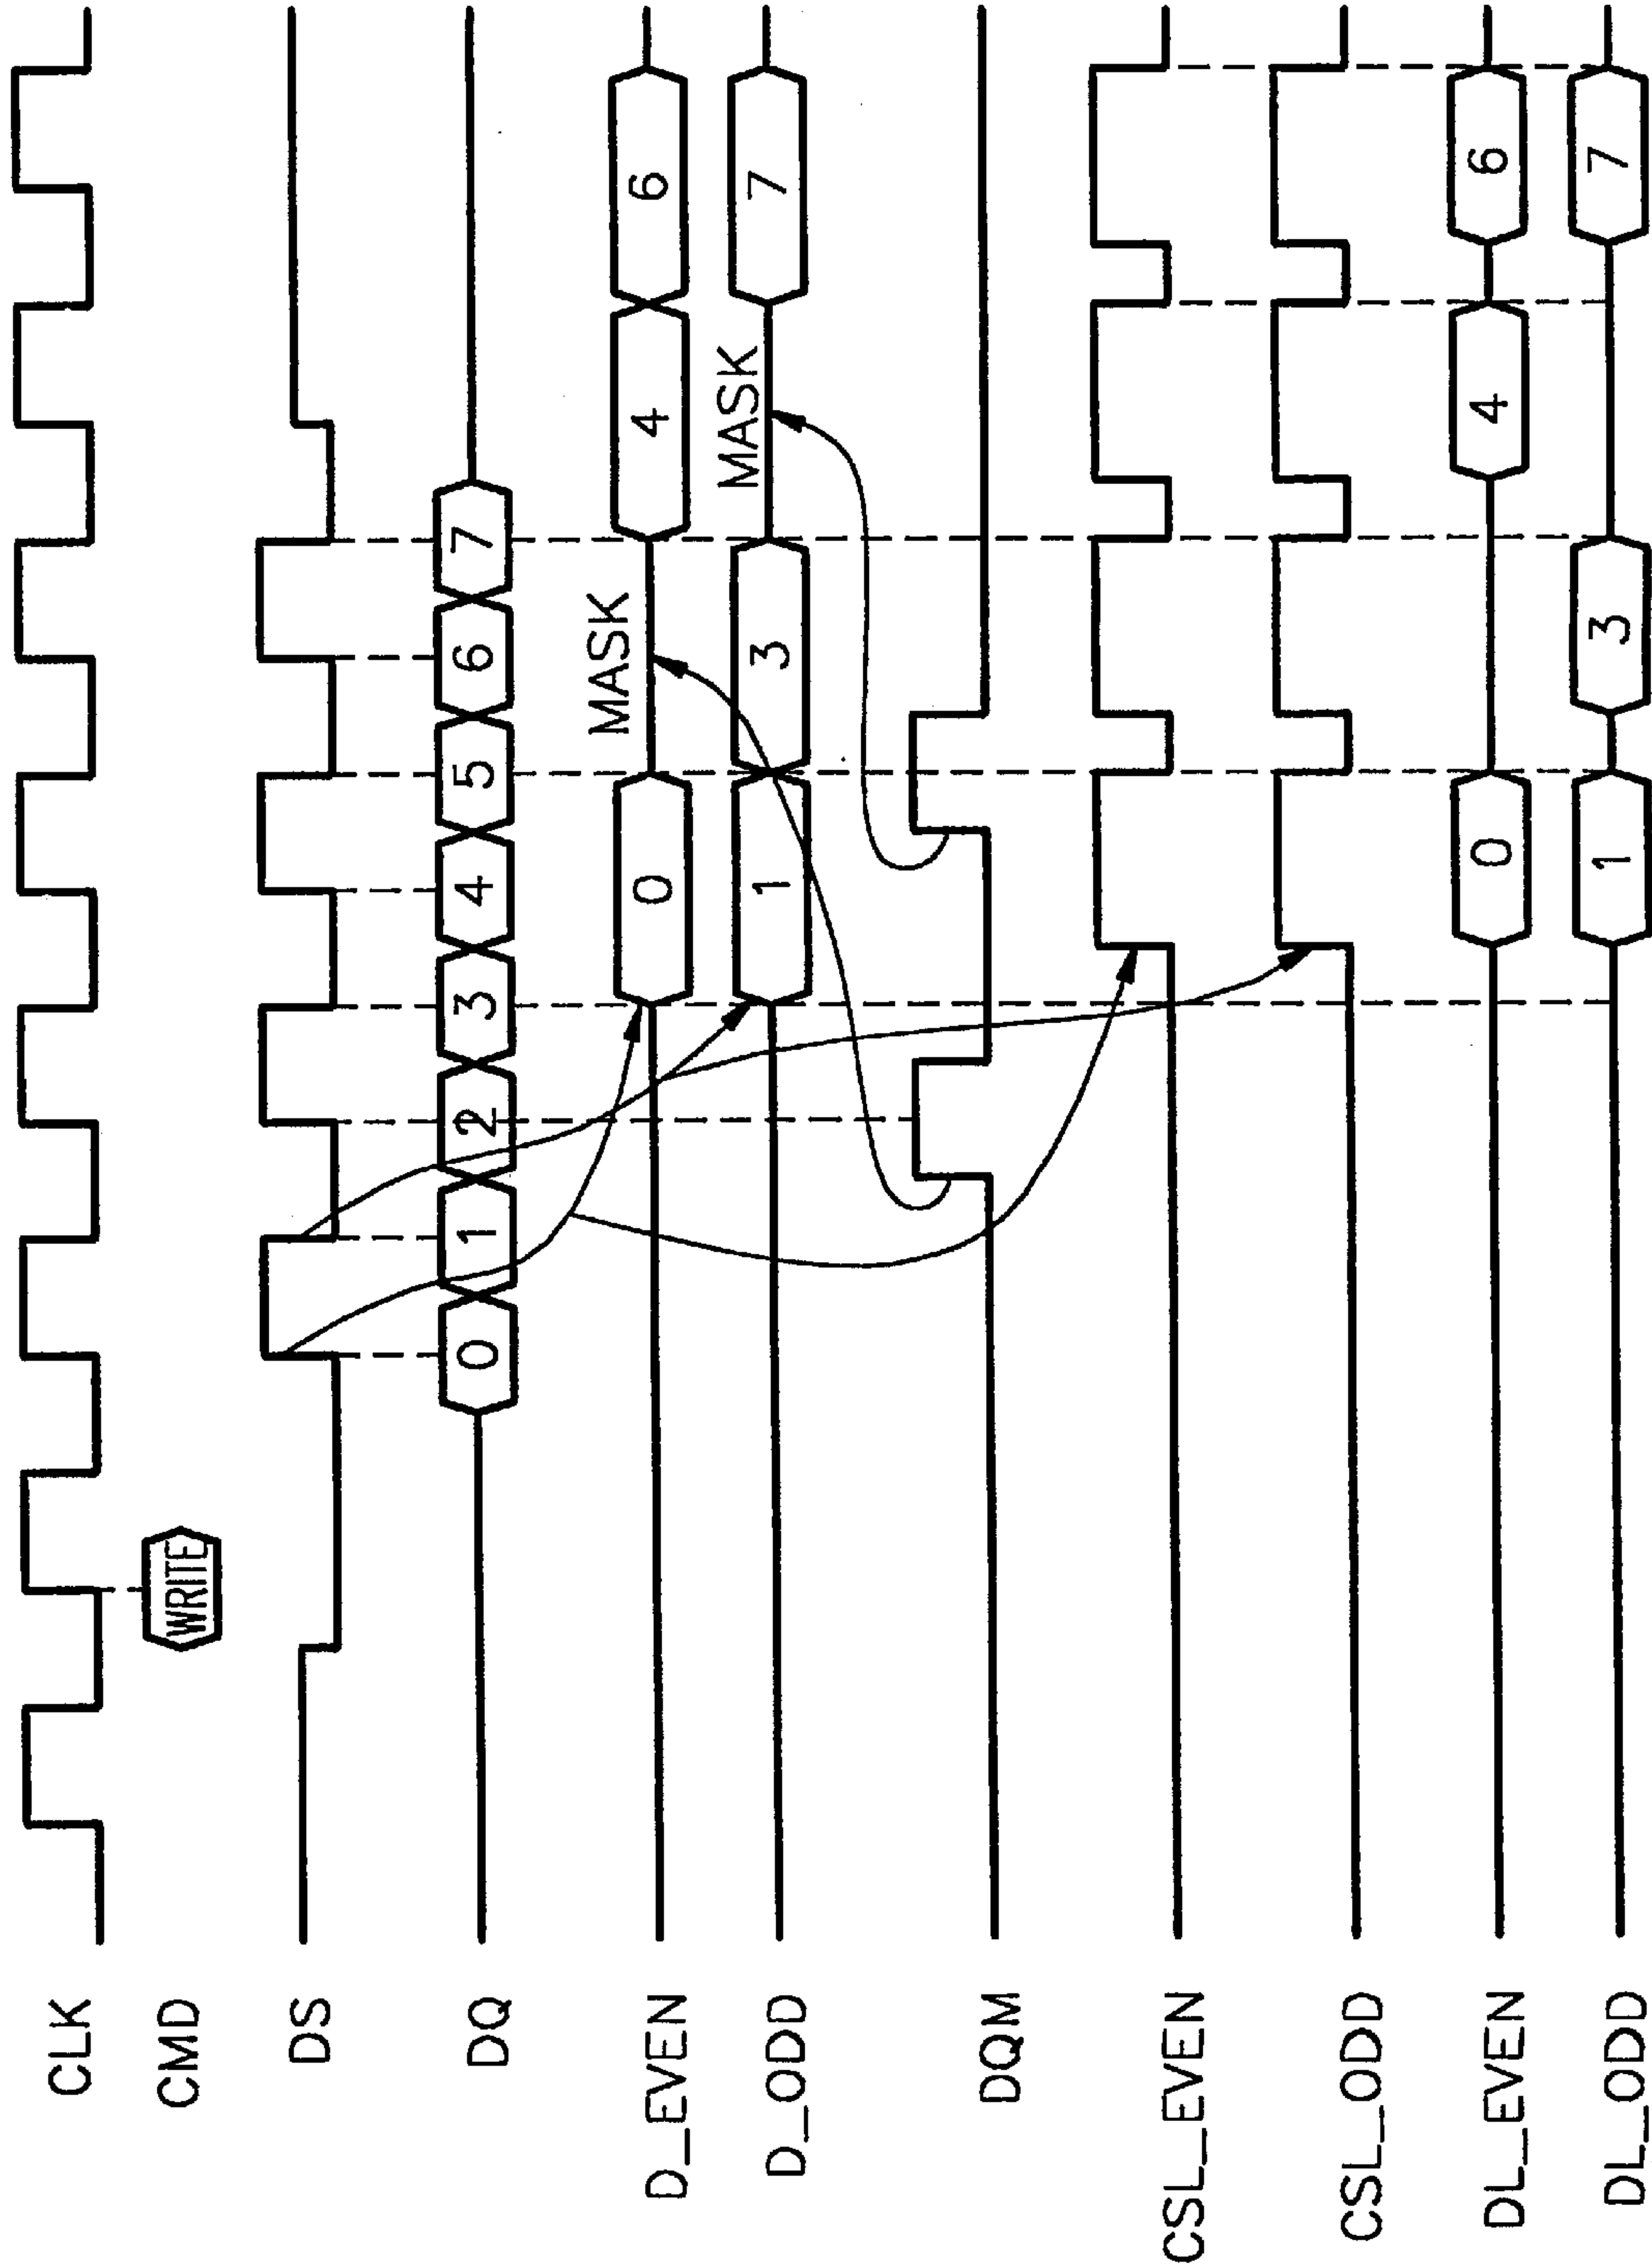 CLK
CMD WRITE
DS
DQ 0 1 2 3 4 5 6 7
D_EVEN 0 MASK 4 6
D_ODD 1 3 MASK 7
DQM
CSL_EVEN
CSL_ODD
DL_EVEN 0 4 6
DL_ODD 1 3 7